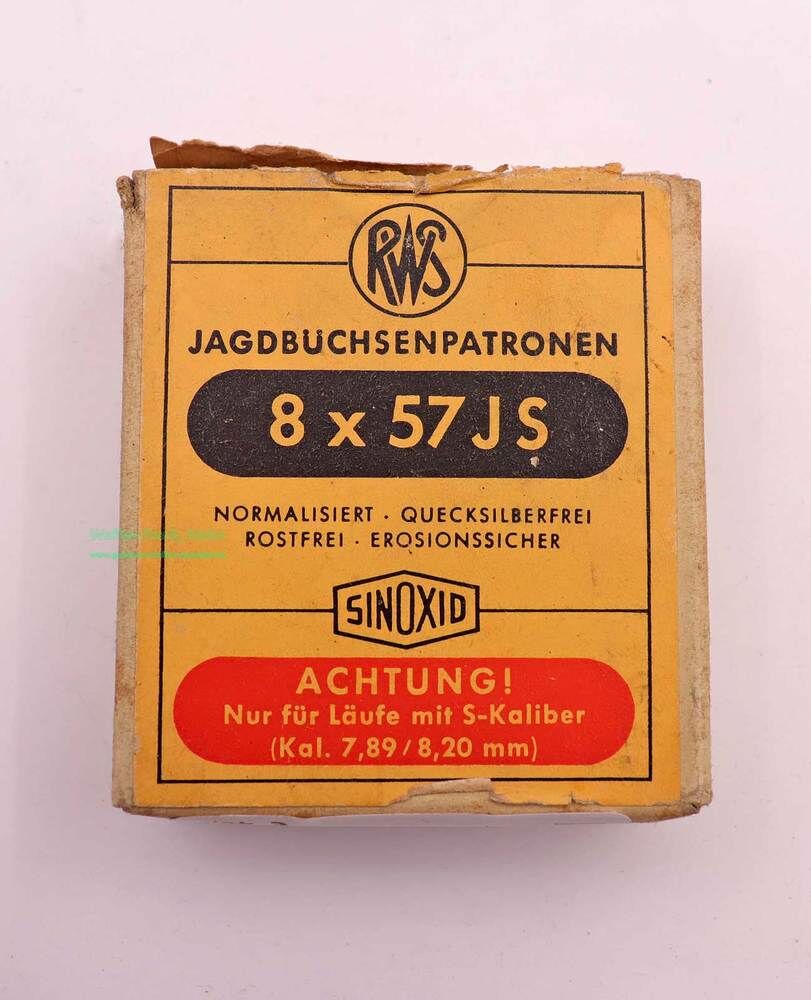 RWS
JAGDBÜCHSENPATRONEN
8 x 57 JS
NORMALISIERT · QUECKSILBERFREI
ROSTFREI · EROSIONSSICHER
SINOXID
ACHTUNG!
Nur für Läufe mit S-Kaliber
(Kal. 7,89/8,20 mm)